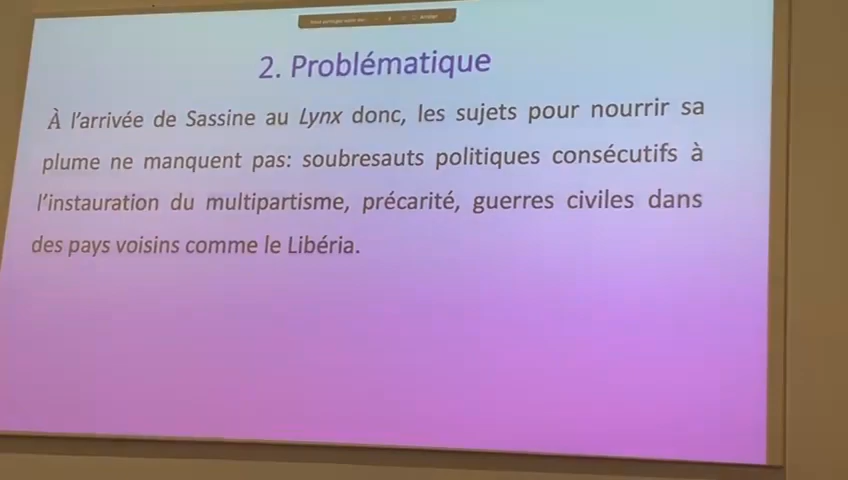 2. Problématique
À l'arrivée de Sassine au Lynx donc, les sujets pour nourrir sa
plume ne manquent pas: soubresauts politiques consécutifs à
l'instauration du multipartisme, précarité, guerres civiles dans
des pays voisins comme le Libéria.